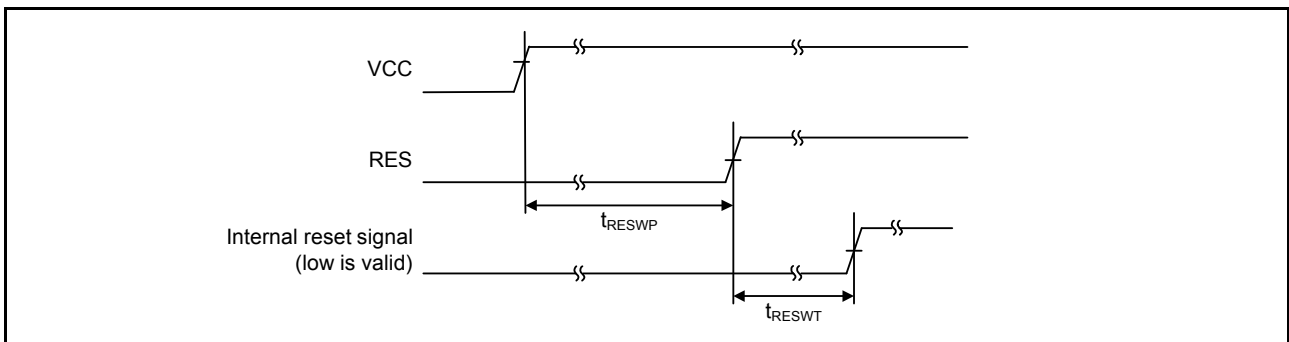 VCC
RES
tRESWP
Internal reset signal
(low is valid)
tRESWT